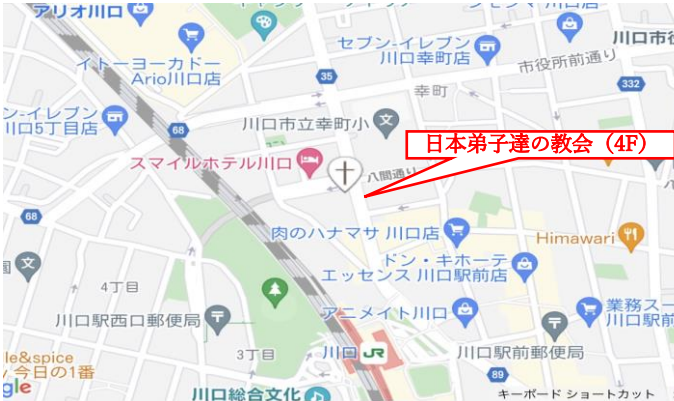 アリオ川口
イトーヨーカドー
Ario川口店
セブン-イレブン
川口幸町店
川口市役
市役所前通り
35
332
幸町
ン-イレブン
川口5丁目店
68
川口市立幸町小
文
日本弟子達の教会（4F）
スマイルホテル川口
八間通り
68
肉のハナマサ 川口店
Himawari
文
ドン・キホーテ
エッセンス 川口駅前店
4丁目
川口駅西口郵便局
アニメイト川口
業務スー
川口駅前
3丁目
川口
JR
川口駅前郵便局
le&spice
今日の1番
gle
89
川口総合文化
キーボード ショートカット